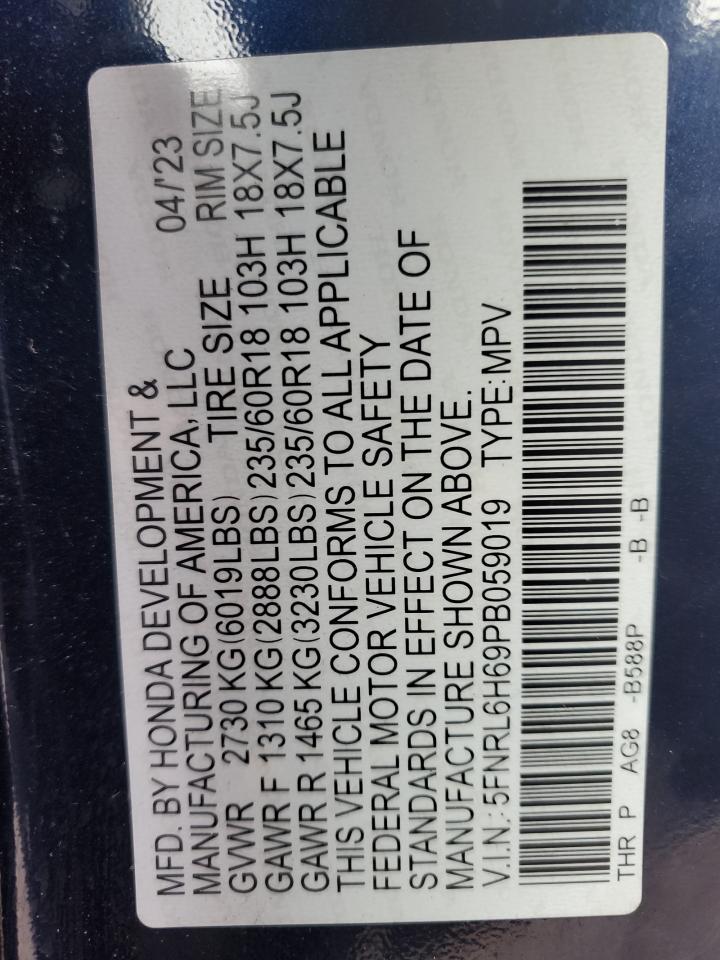 MFD. BY HONDA DEVELOPMENT &
MANUFACTURING OF AMERICA, LLC 04/'23
GVWR 2730 KG(6019LBS) TIRE SIZE RIM SIZE
GAWR F 1310 KG(2888LBS)235/60R18 103H 18X7.5J
GAWR R 1465 KG(3230LBS)235/60R18 103H 18X7.5J
THIS VEHICLE CONFORMS TO ALL APPLICABLE
FEDERAL MOTOR VEHICLE SAFETY
STANDARDS IN EFFECT ON THE DATE OF
MANUFACTURE SHOWN ABOVE.
V.I.N.:5FNRL6H69PB059019 TYPE:MPV
THR P AG8 -B588P -B -B